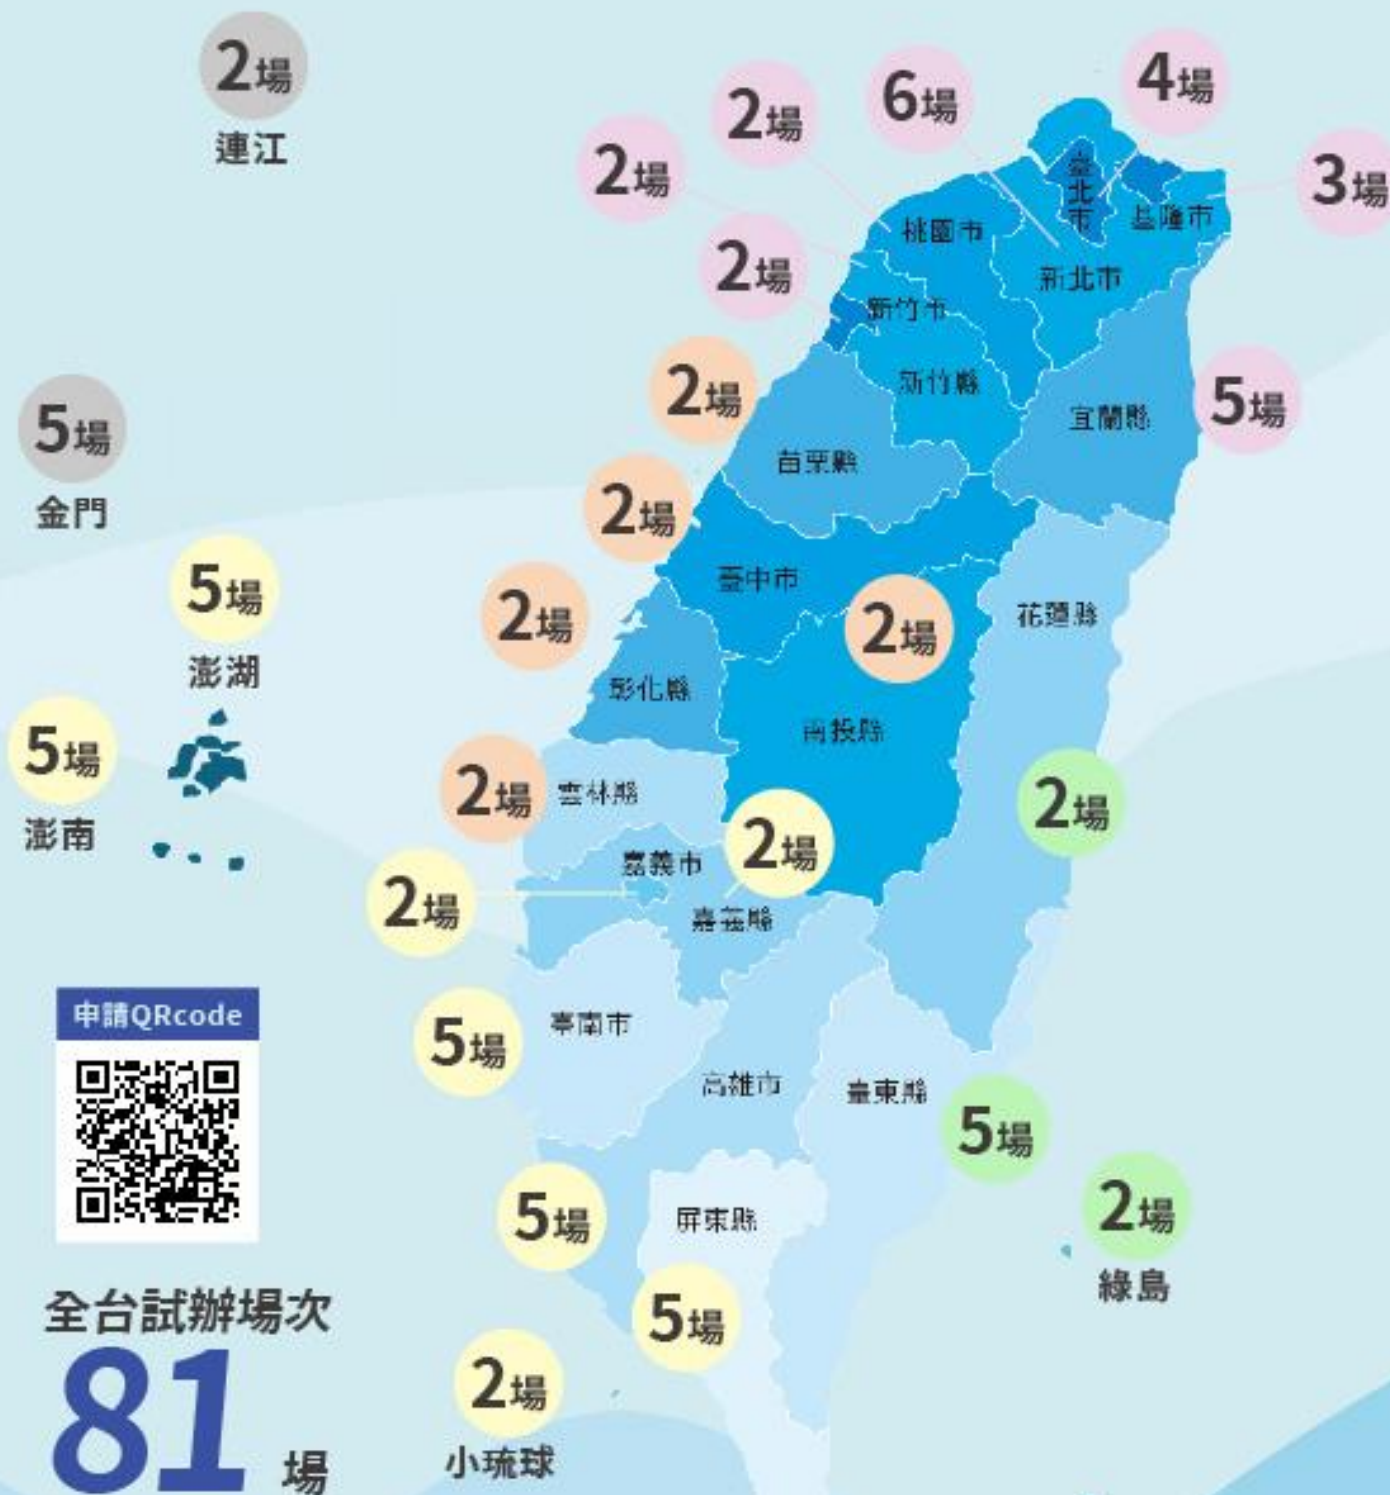 2場
連江
2場
6場
4場
2場
3場
2場
臺北市
桃園市
基隆市
新北市
新竹市
2場
新竹縣
5場
宜蘭縣
苗栗縣
5場
金門
2場
臺中市
5場
澎湖
2場
2場
花蓮縣
彰化縣
南投縣
5場
澎南
2場
雲林縣
2場
2場
嘉義市
2場
嘉義縣
申請QRcode
5場
臺南市
高雄市
臺東縣
5場
5場
屏東縣
2場
綠島
5場
全台試辦場次
81場
2場
小琉球